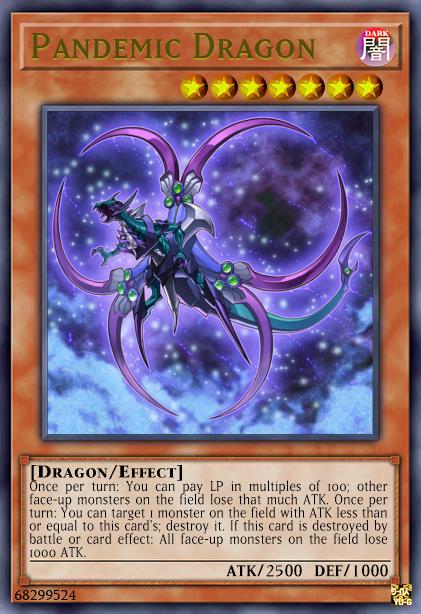 PANDEMIC DRAGON
DARK
闇
[DRAGON/EFFECT]
Once per turn: You can pay LP in multiples of 100; other
face-up monsters on the field lose that much ATK. Once per
turn: You can target 1 monster on the field with ATK less than
or equal to this card's; destroy it. If this card is destroyed by
battle or card effect: All face-up monsters on the field lose
1000 ATK.
ATK/2500 DEF/1000
68299524